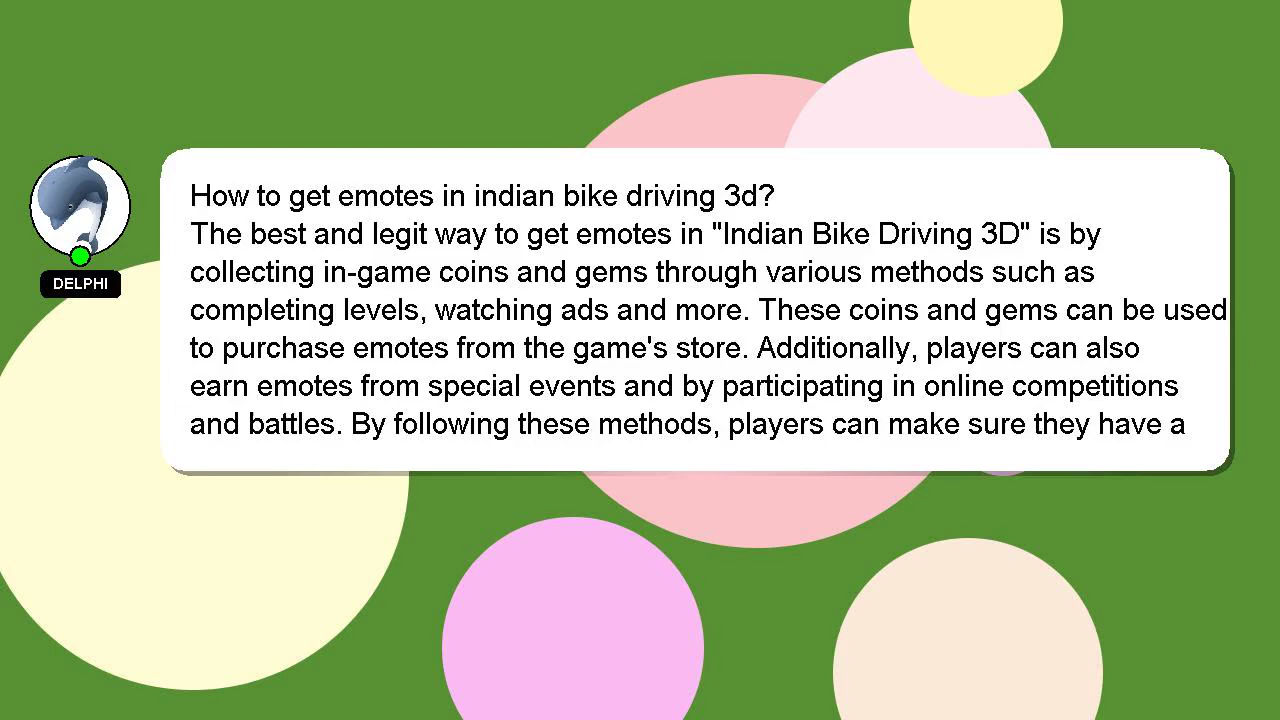 How to get emotes in indian bike driving 3d?
The best and legit way to get emotes in "Indian Bike Driving 3D" is by
collecting in-game coins and gems through various methods such as
completing levels, watching ads and more. These coins and gems can be used
to purchase emotes from the game's store. Additionally, players can also
earn emotes from special events and by participating in online competitions
and battles. By following these methods, players can make sure they have a
DELPHI